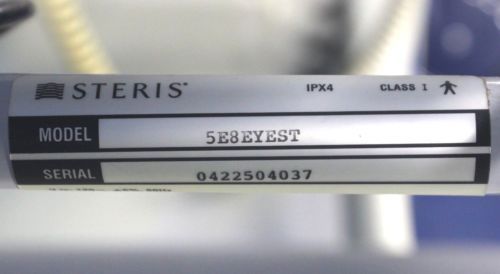 STERIS® IPX4 CLASS I
MODEL 5E8EYEST
SERIAL 0422504037